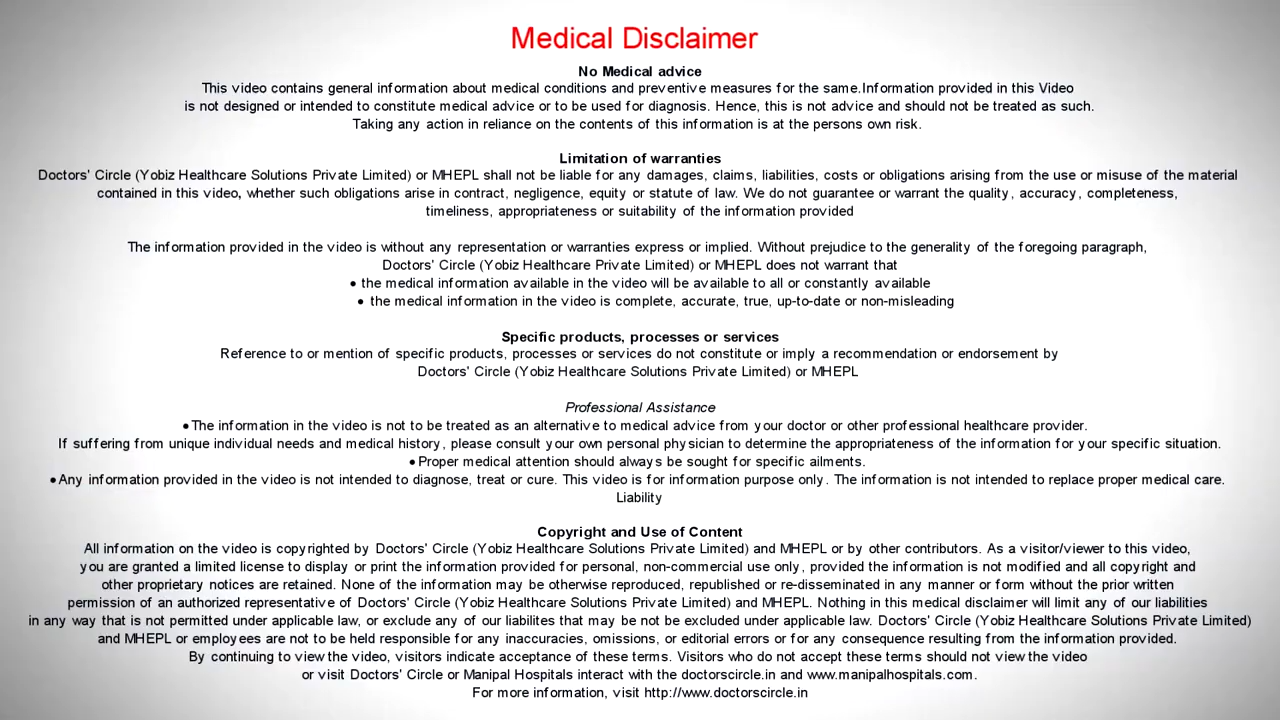 Medical Disclaimer
No Medical advice
This video contains general information about medical conditions and preventive measures for the same.Information provided in this Video
is not designed or intended to constitute medical advice or to be used for diagnosis. Hence, this is not advice and should not be treated as such.
Taking any action in reliance on the contents of this information is at the persons own risk.
Limitation of warranties
Doctors' Circle (Yobiz Healthcare Solutions Private Limited) or MHEPL shall not be liable for any damages, claims, liabilities, costs or obligations arising from the use or misuse of the material
contained in this video, whether such obligations arise in contract, negligence, equity or statute of law. We do not guarantee or warrant the quality, accuracy, completeness,
timeliness, appropriateness or suitability of the information provided
The information provided in the video is without any representation or warranties express or implied. Without prejudice to the generality of the foregoing paragraph,
Doctors' Circle (Yobiz Healthcare Private Limited) or MHEPL does not warrant that
• the medical information available in the video will be available to all or constantly available
• the medical information in the video is complete, accurate, true, up-to-date or non-misleading
Specific products, processes or services
Reference to or mention of specific products, processes or services do not constitute or imply a recommendation or endorsement by
Doctors' Circle (Yobiz Healthcare Solutions Private Limited) or MHEPL
Professional Assistance
•The information in the video is not to be treated as an alternative to medical advice from your doctor or other professional healthcare provider.
If suffering from unique individual needs and medical history, please consult your own personal physician to determine the appropriateness of the information for your specific situation.
•Proper medical attention should always be sought for specific ailments.
•Any information provided in the video is not intended to diagnose, treat or cure. This video is for information purpose only. The information is not intended to replace proper medical care.
Liability
Copyright and Use of Content
All information on the video is copyrighted by Doctors' Circle (Yobiz Healthcare Solutions Private Limited) and MHEPL or by other contributors. As a visitor/viewer to this video,
you are granted a limited license to display or print the information provided for personal, non-commercial use only, provided the information is not modified and all copyright and
other proprietary notices are retained. None of the information may be otherwise reproduced, republished or re-disseminated in any manner or form without the prior written
permission of an authorized representative of Doctors' Circle (Yobiz Healthcare Solutions Private Limited) and MHEPL. Nothing in this medical disclaimer will limit any of our liabilities
in any way that is not permitted under applicable law, or exclude any of our liabilites that may be not be excluded under applicable law. Doctors' Circle (Yobiz Healthcare Solutions Private Limited)
and MHEPL or employees are not to be held responsible for any inaccuracies, omissions, or editorial errors or for any consequence resulting from the information provided.
By continuing to view the video, visitors indicate acceptance of these terms. Visitors who do not accept these terms should not view the video
or visit Doctors' Circle or Manipal Hospitals interact with the doctorscircle.in and www.manipalhospitals.com.
For more information, visit http://www.doctorscircle.in